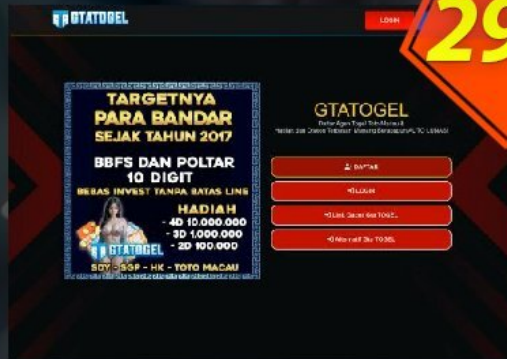 GTATOGEL
LOGIN
29
TARGETNYA
PARA BANDAR
SEJAK TAHUN 2017
BBFS DAN POLTAR
10 DIGIT
BEBAS INVEST TANPA BATAS LINE
HADIAH
- 4D 10.000.000
- 3D 1.000.000
- 2D 100.000
GTATOGEL
SDY - SGP - HK - TOTO MACAU
GTATOGEL
DAFTAR
LOGIN